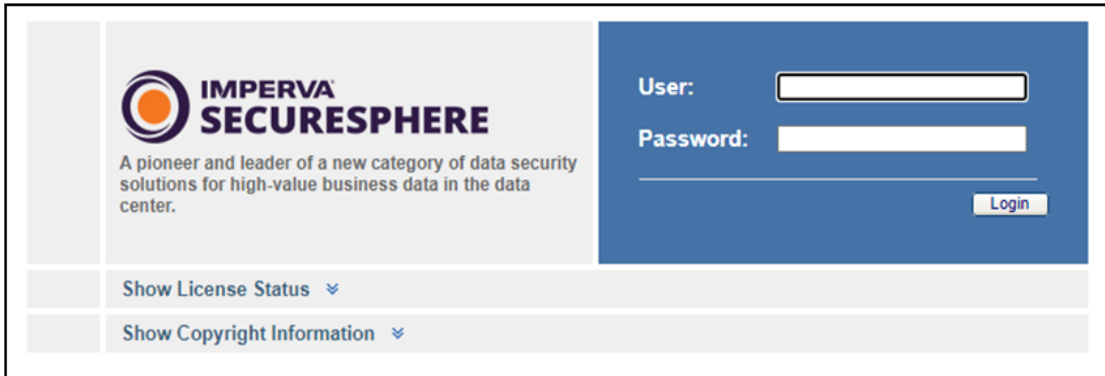 IMPERVA
SECURESPHERE
A pioneer and leader of a new category of data security
solutions for high-value business data in the data
center.
User:
Password:
Login
Show License Status
Show Copyright Information